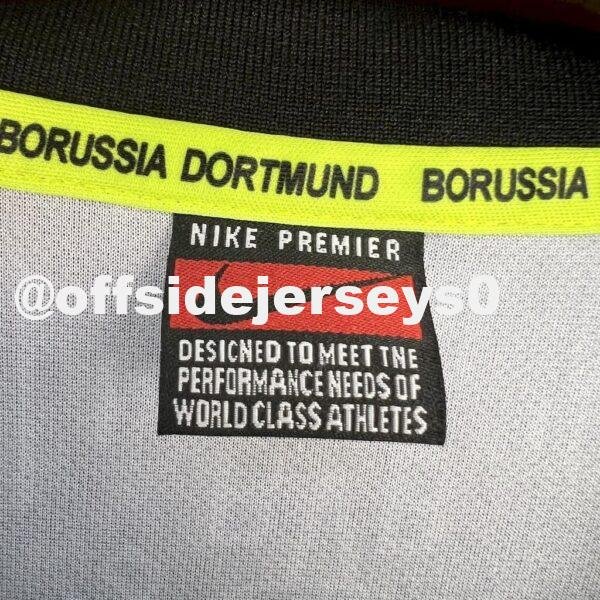 BORUSSIA DORTMUND BORUSSIA
NIKE PREMIER
@offsidejerseys0
DESICNED TO MEET TNE
PERFORMANCE NEEDS OF
WORLD CLASS ATHLETES